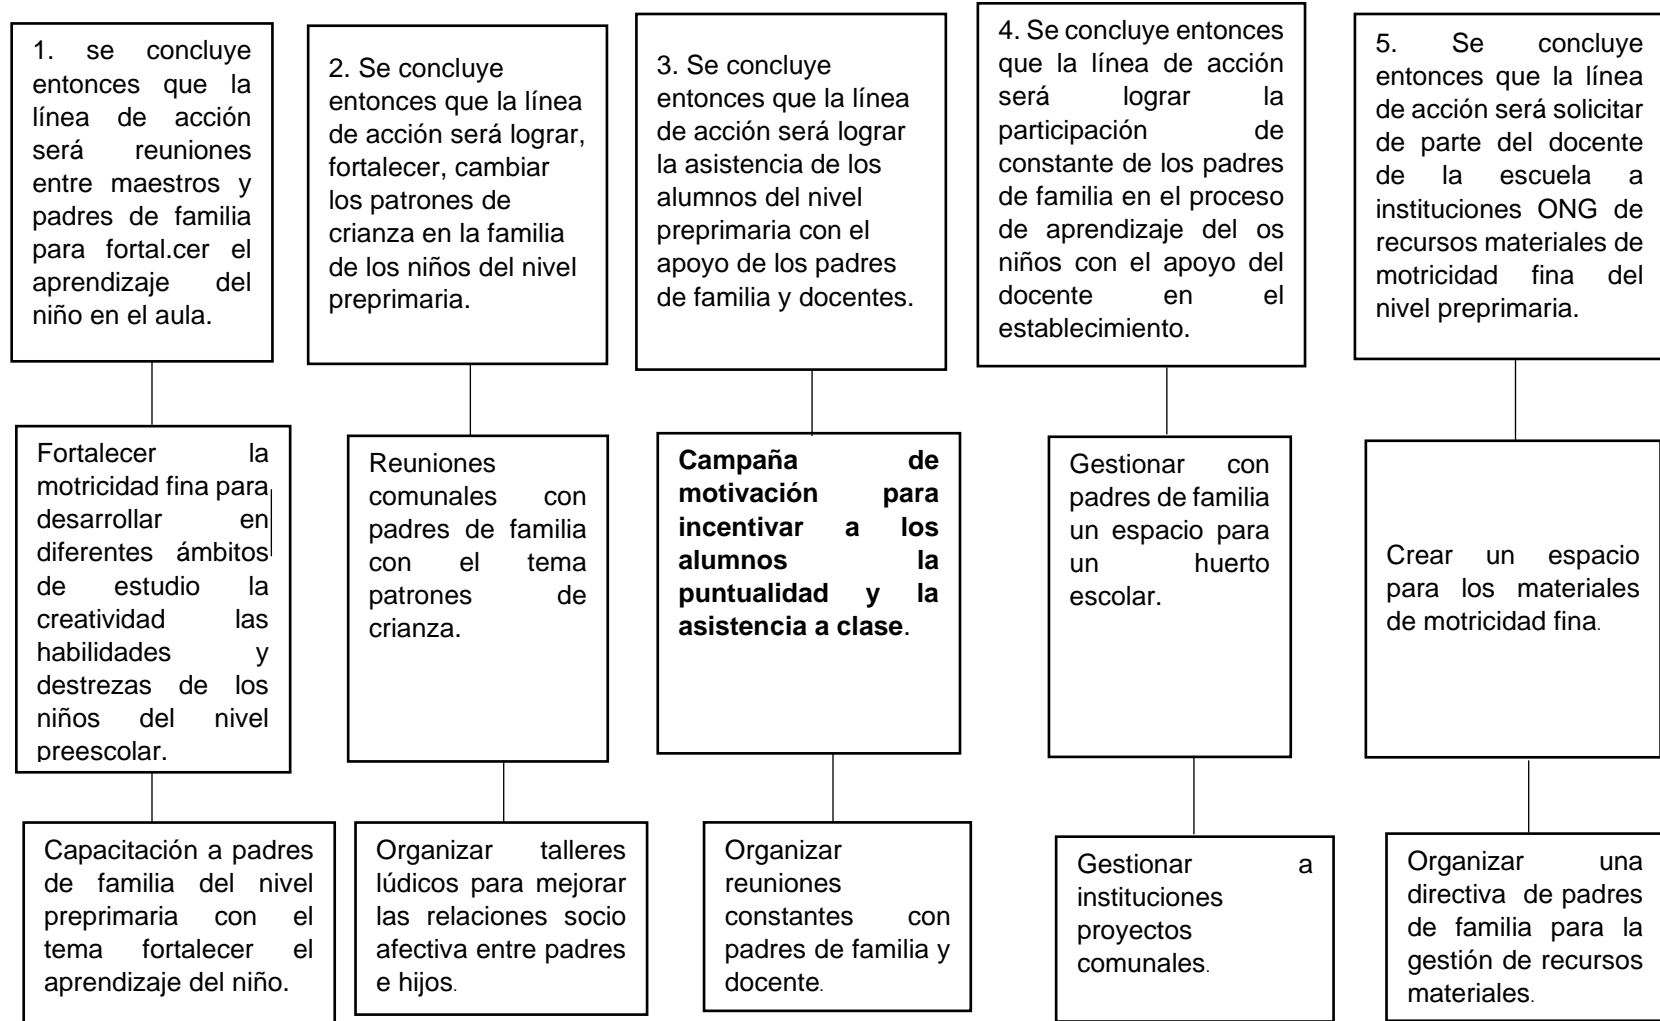 1. se concluye
entonces que la
línea de acción
será reuniones
entre maestros y
padres de familia
para fortal.cer el
aprendizaje del
niño en el aula.
2. Se concluye
entonces que la línea
de acción será lograr,
fortalecer, cambiar
los patrones de
crianza en la familia
de los niños del nivel
preprimaria.
3. Se concluye
entonces que la línea
de acción será lograr
la asistencia de los
alumnos del nivel
preprimaria con el
apoyo de los padres
de familia y docentes.
4. Se concluye entonces
que la línea de acción
será lograr la
participación de
constante de los padres
de familia en el proceso
de aprendizaje del os
niños con el apoyo del
docente en el
establecimiento.
5. Se concluye
entonces que la línea
de acción será solicitar
de parte del docente
de la escuela a
instituciones ONG de
recursos materiales de
motricidad fina del
nivel preprimaria.
Fortalecer la
motricidad fina para
desarrollar en
diferentes ámbitos
de estudio la
creatividad las
habilidades y
destrezas de los
niños del nivel
preescolar.
Reuniones
comunales con
padres de familia
con el tema
patrones de
crianza.
Campaña de
motivación para
incentivar a los
alumnos la
puntualidad y la
asistencia a clase.
Gestionar con
padres de familia
un espacio para
un huerto
escolar.
Crear un espacio
para los materiales
de motricidad fina.
Capacitación a padres
de familia del nivel
preprimaria con el
tema fortalecer el
aprendizaje del niño.
Organizar talleres
lúdicos para mejorar
las relaciones socio
afectiva entre padres
e hijos.
Organizar
reuniones
constantes con
padres de familia y
docente.
Gestionar a
instituciones
proyectos
comunales.
Organizar una
directiva de padres
de familia para la
gestión de recursos
materiales.